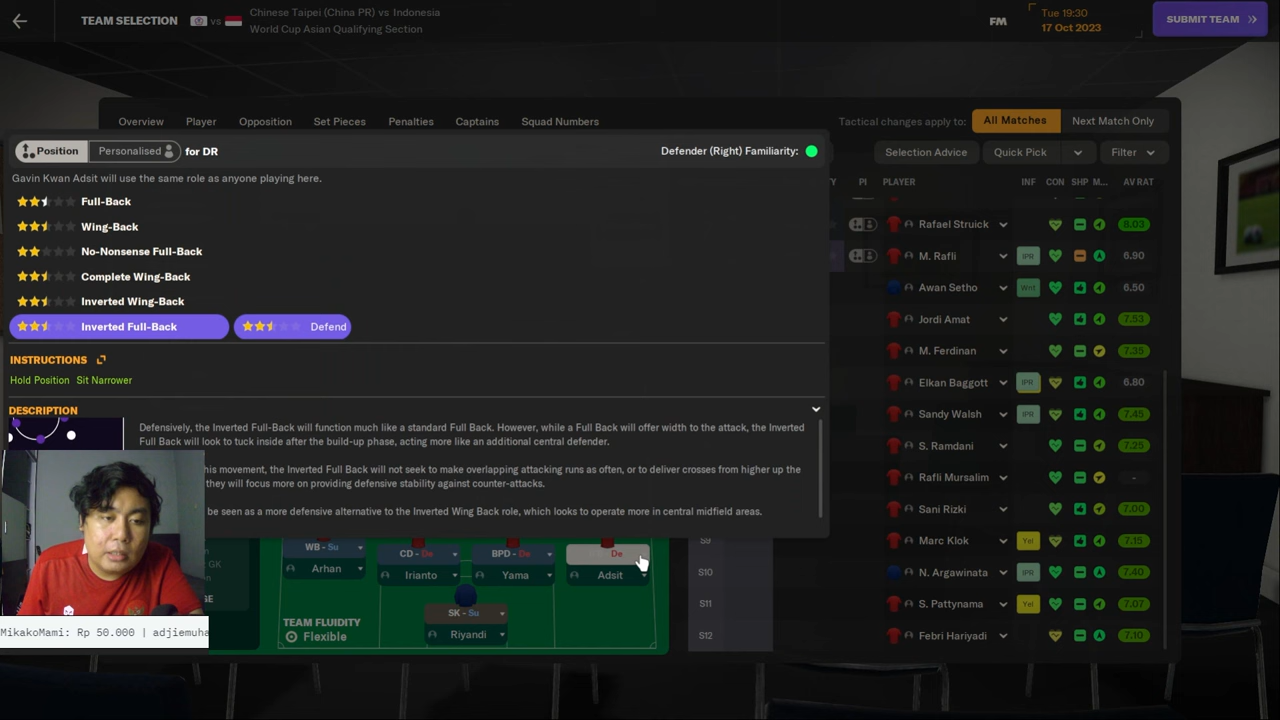 TEAM SELECTION
vs
Chinese Taipei (China PR) vs Indonesia
World Cup Asian Qualifying Section
FM
Tue 19:30
17 Oct 2023
SUBMIT TEAM
Overview Player Opposition Set Pieces Penalties Captains Squad Numbers
Tactical changes apply to: All Matches Next Match Only
Position Personalised for DR
Defender (Right) Familiarity:
Selection Advice Quick Pick Filter
Gavin Kwan Adsit will use the same role as anyone playing here.
Full-Back
Wing-Back
No-Nonsense Full-Back
Complete Wing-Back
Inverted Wing-Back
Inverted Full-Back Defend
INSTRUCTIONS
Hold Position Sit Narrower
DESCRIPTION
Defensively, the Inverted Full-Back will function much like a standard Full Back. However, while a Full Back will offer width to the attack, the Inverted
Full Back will look to tuck inside after the build-up phase, acting more like an additional central defender.
his movement, the Inverted Full Back will not seek to make overlapping attacking runs as often, or to deliver crosses from higher up the
they will focus more on providing defensive stability against counter-attacks.
be seen as a more defensive alternative to the Inverted Wing Back role, which looks to operate more in central midfield areas.
PI PLAYER INF CON SHP M... AV RAT
Rafael Struick 8.03
M. Rafli IPR 6.90
Awan Setho Wnt 6.50
Jordi Amat 7.53
M. Ferdinan 7.35
Elkan Baggott IPR 6.80
Sandy Walsh IPR 7.45
S. Ramdani 7.25
Rafli Mursalim -
Sani Rizki 7.00
Marc Klok Yel 7.15
N. Argawinata IPR 7.40
S. Pattynama Yel 7.07
Febri Hariyadi 7.10
S9
S10
S11
S12
WB - Su CD - De BPD - De De
Arhan Irianto Yama Adsit
SK - Su
Riyandi
GK
TEAM FLUIDITY
Flexible
MikakoMami: Rp 50.000 | adjiemuha